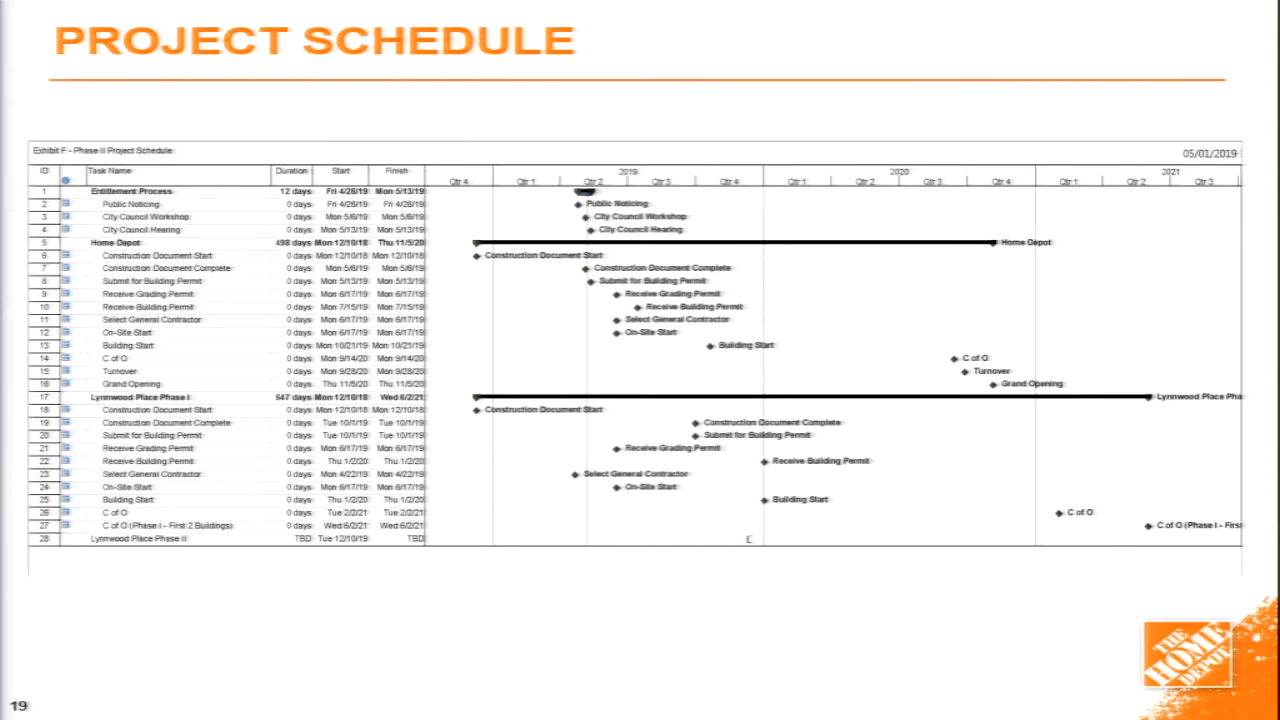 PROJECT SCHEDULE
Exhibit F - Phase II Project Schedule
05/01/2019
ID Task Name Duration Start Finish 2019 2020 2021
Qtr 4 Qtr 1 Qtr 2 Qtr 3 Qtr 4 Qtr 1 Qtr 2 Qtr 3 Qtr 4 Qtr 1 Qtr 2 Qtr 3
1 Entitlement Process 12 days Fri 4/26/19 Mon 5/13/19
2 Public Noticing 0 days Fri 4/26/19 Fri 4/26/19 Public Noticing
3 City Council Workshop 0 days Mon 5/6/19 Mon 5/6/19 City Council Workshop
4 City Council Hearing 0 days Mon 5/13/19 Mon 5/13/19 City Council Hearing
5 Home Depot 498 days Mon 12/10/18 Thu 11/5/20 Home Depot
6 Construction Document Start 0 days Mon 12/10/18 Mon 12/10/18 Construction Document Start
7 Construction Document Complete 0 days Mon 5/6/19 Mon 5/6/19 Construction Document Complete
8 Submit for Building Permit 0 days Mon 5/13/19 Mon 5/13/19 Submit for Building Permit
9 Receive Grading Permit 0 days Mon 6/17/19 Mon 6/17/19 Receive Grading Permit
10 Receive Building Permit 0 days Mon 7/15/19 Mon 7/15/19 Receive Building Permit
11 Select General Contractor 0 days Mon 6/17/19 Mon 6/17/19 Select General Contractor
12 On-Site Start 0 days Mon 6/17/19 Mon 6/17/19 On-Site Start
13 Building Start 0 days Mon 10/21/19 Mon 10/21/19 Building Start
14 C of O 0 days Mon 9/14/20 Mon 9/14/20 C of O
15 Turnover 0 days Mon 9/28/20 Mon 9/28/20 Turnover
16 Grand Opening 0 days Thu 11/5/20 Thu 11/5/20 Grand Opening
17 Lynnwood Place Phase I 647 days Mon 12/10/18 Wed 6/2/21 Lynnwood Place Pha
18 Construction Document Start 0 days Mon 12/10/18 Mon 12/10/18 Construction Document Start
19 Construction Document Complete 0 days Tue 10/1/19 Tue 10/1/19 Construction Document Complete
20 Submit for Building Permit 0 days Tue 10/1/19 Tue 10/1/19 Submit for Building Permit
21 Receive Grading Permit 0 days Mon 6/17/19 Mon 6/17/19 Receive Grading Permit
22 Receive Building Permit 0 days Thu 1/2/20 Thu 1/2/20 Receive Building Permit
23 Select General Contractor 0 days Mon 4/22/19 Mon 4/22/19 Select General Contractor
24 On-Site Start 0 days Mon 6/17/19 Mon 6/17/19 On-Site Start
25 Building Start 0 days Thu 1/2/20 Thu 1/2/20 Building Start
26 C of O 0 days Tue 2/2/21 Tue 2/2/21 C of O
27 C of O (Phase I - First 2 Buildings) 0 days Wed 6/2/21 Wed 6/2/21 C of O (Phase I - First
28 Lynnwood Place Phase II TBD Tue 12/10/19 TBD
THE
HOME
DEPOT
19